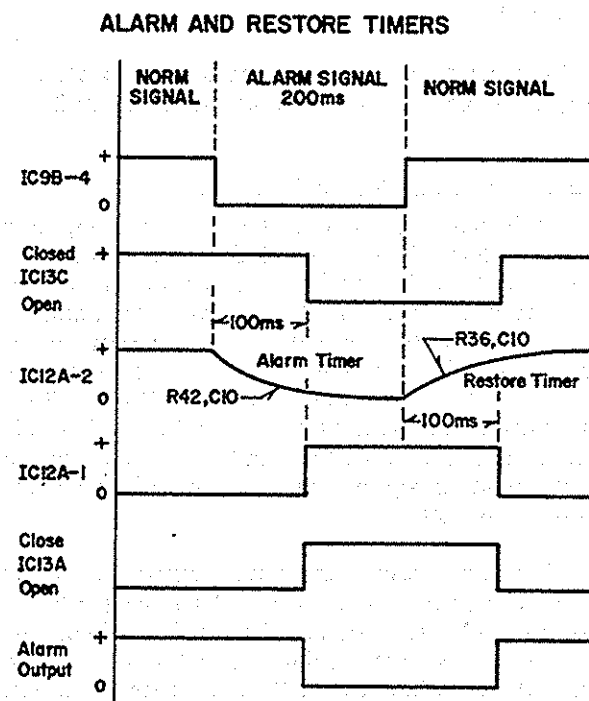 ALARM AND RESTORE TIMERS
NORM SIGNAL
ALARM SIGNAL 200ms
NORM SIGNAL
IC9B-4
+
0
Closed
+
IC13C
Open
100ms
IC12A-2
+
0
Alarm Timer
R42,C10
R36,C10
Restore Timer
100ms
IC12A-1
+
0
Close
IC13A
Open
Alarm Output
+
0